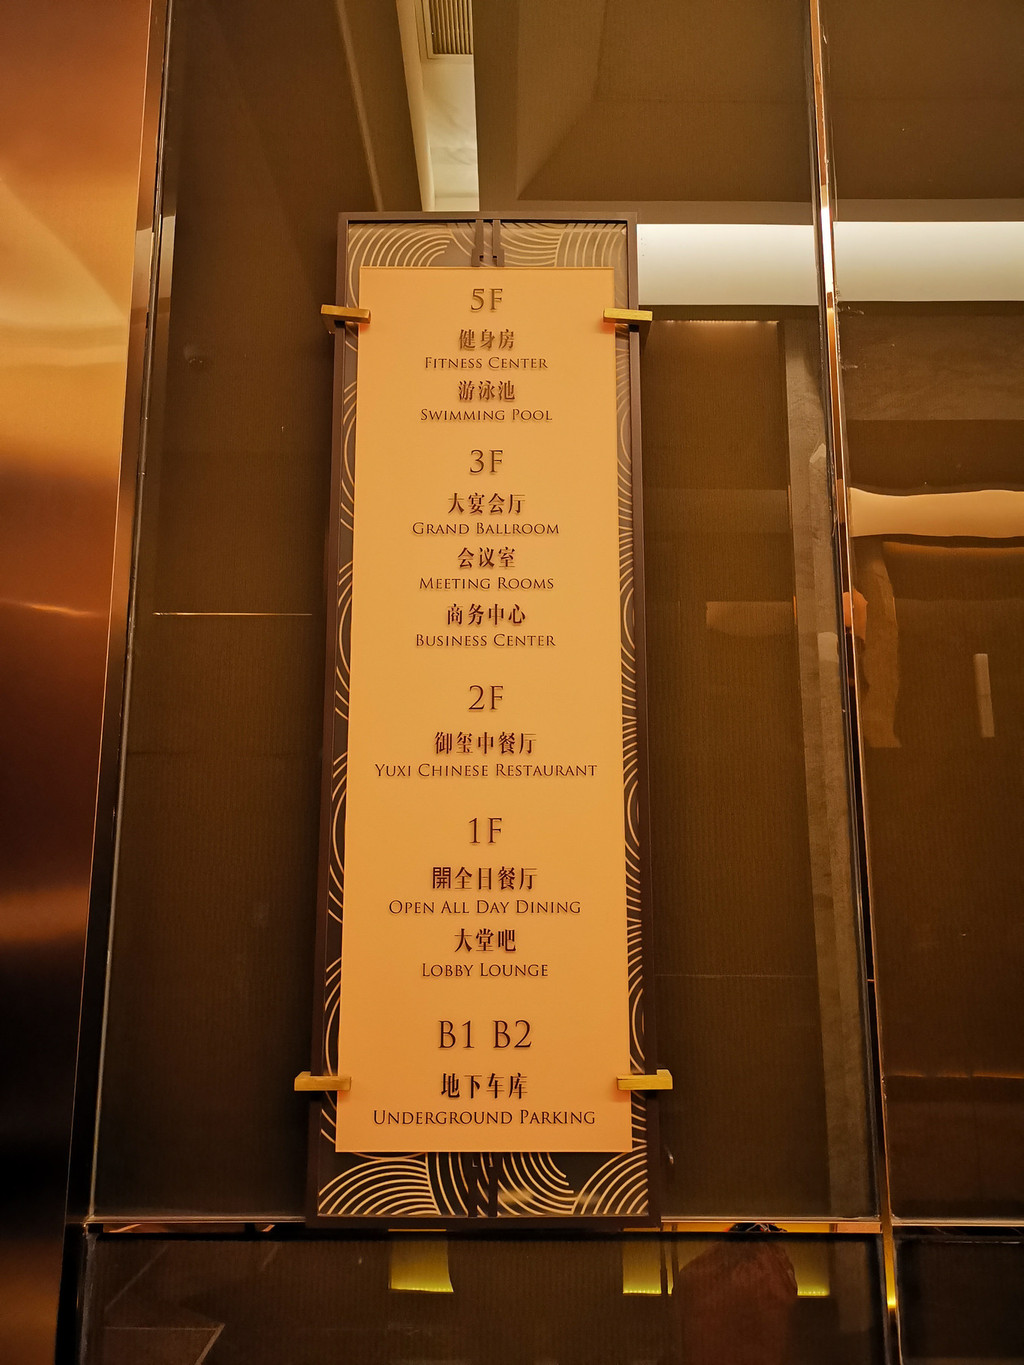 5F
健身房
FITNESS CENTER
游泳池
SWIMMING POOL
3F
大宴会厅
GRAND BALLROOM
会议室
MEETING ROOMS
商务中心
BUSINESS CENTER
2F
御玺中餐厅
YUXI CHINESE RESTAURANT
1F
開全日餐厅
OPEN ALL DAY DINING
大堂吧
LOBBY LOUNGE
B1 B2
地下车库
UNDERGROUND PARKING